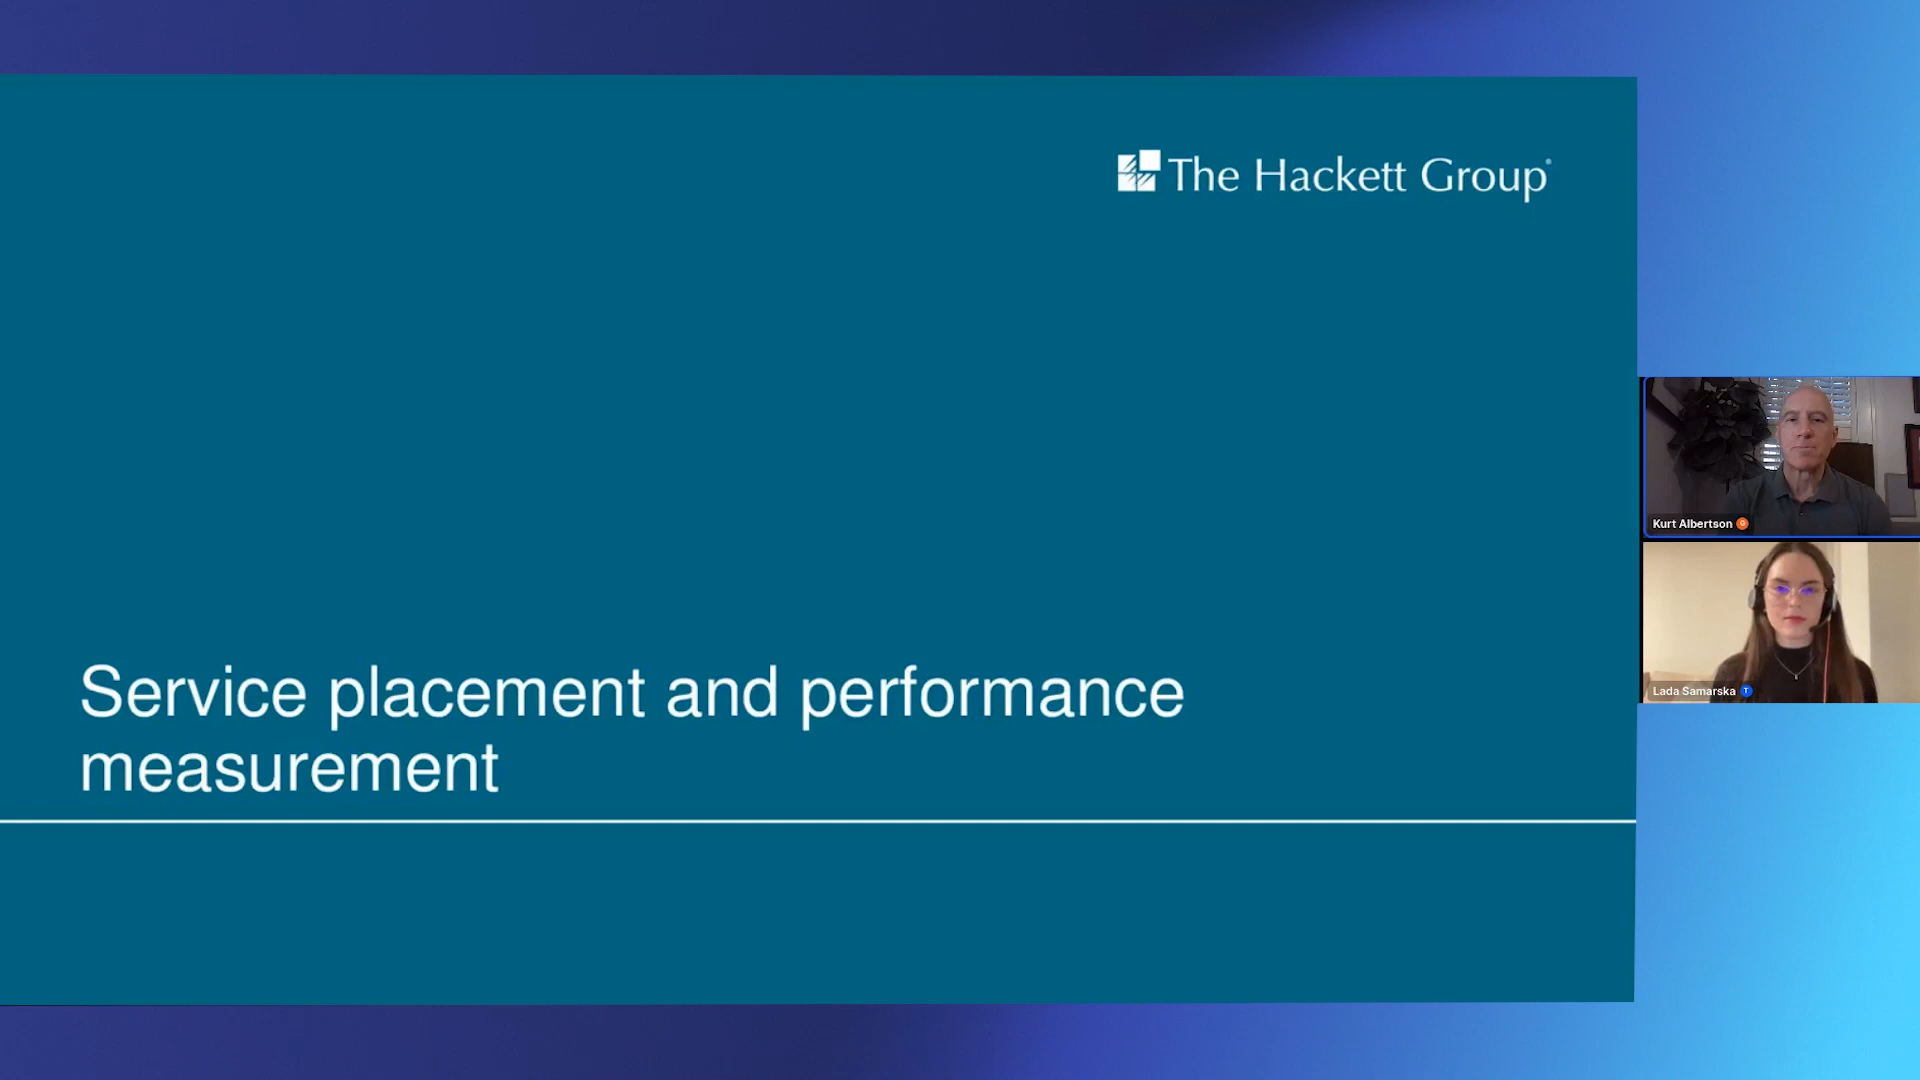 The Hackett Group®
Service placement and performance
measurement
Kurt Albertson G
Lada Samarska T